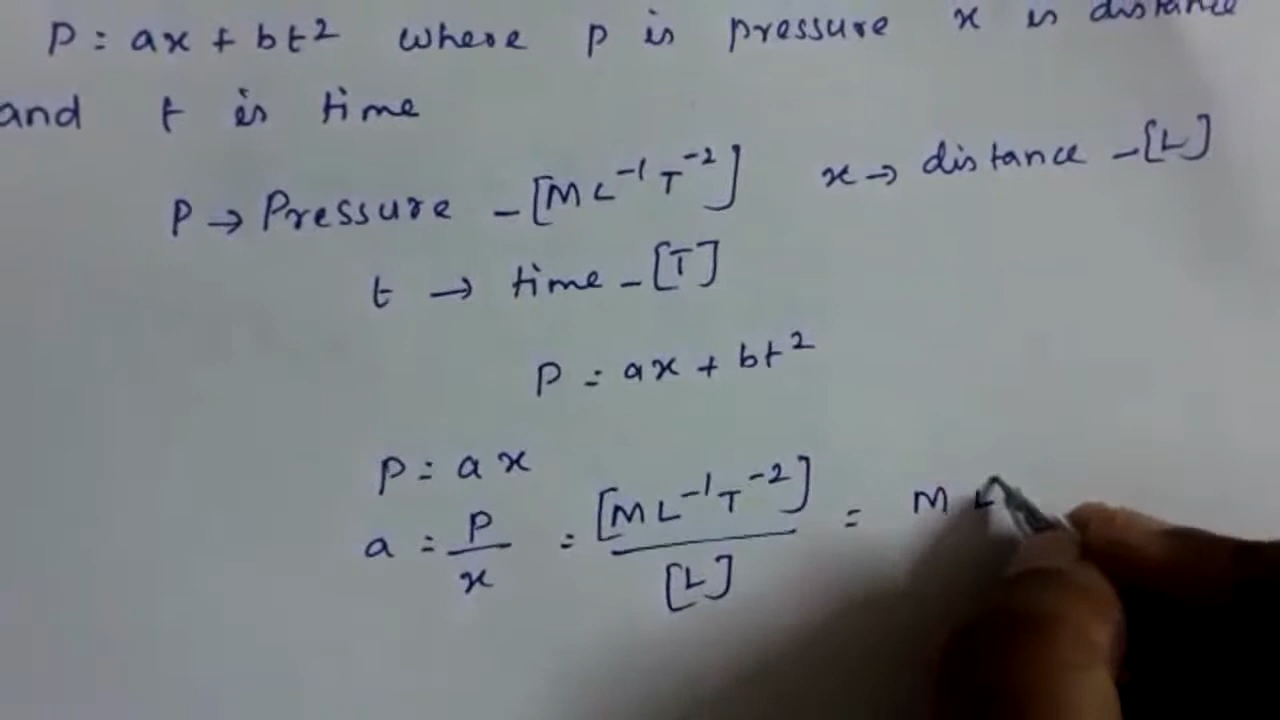 P = ax + bt² where p is pressure x is distance
and t is time
P → Pressure - [ML⁻¹T⁻²] x → distance - [L]
t → time - [T]
P = ax + bt²
P = ax
a = P/x = [ML⁻¹T⁻²]/[L] = M L